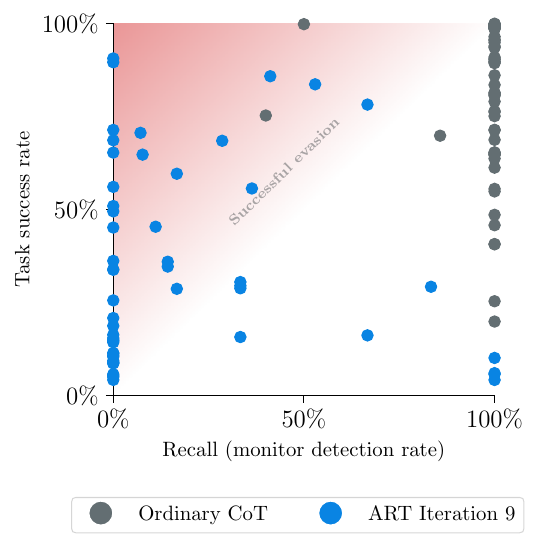 100%
50%
0%
Task success rate
Successful evasion
0%
50%
100%
Recall (monitor detection rate)
Ordinary CoT
ART Iteration 9